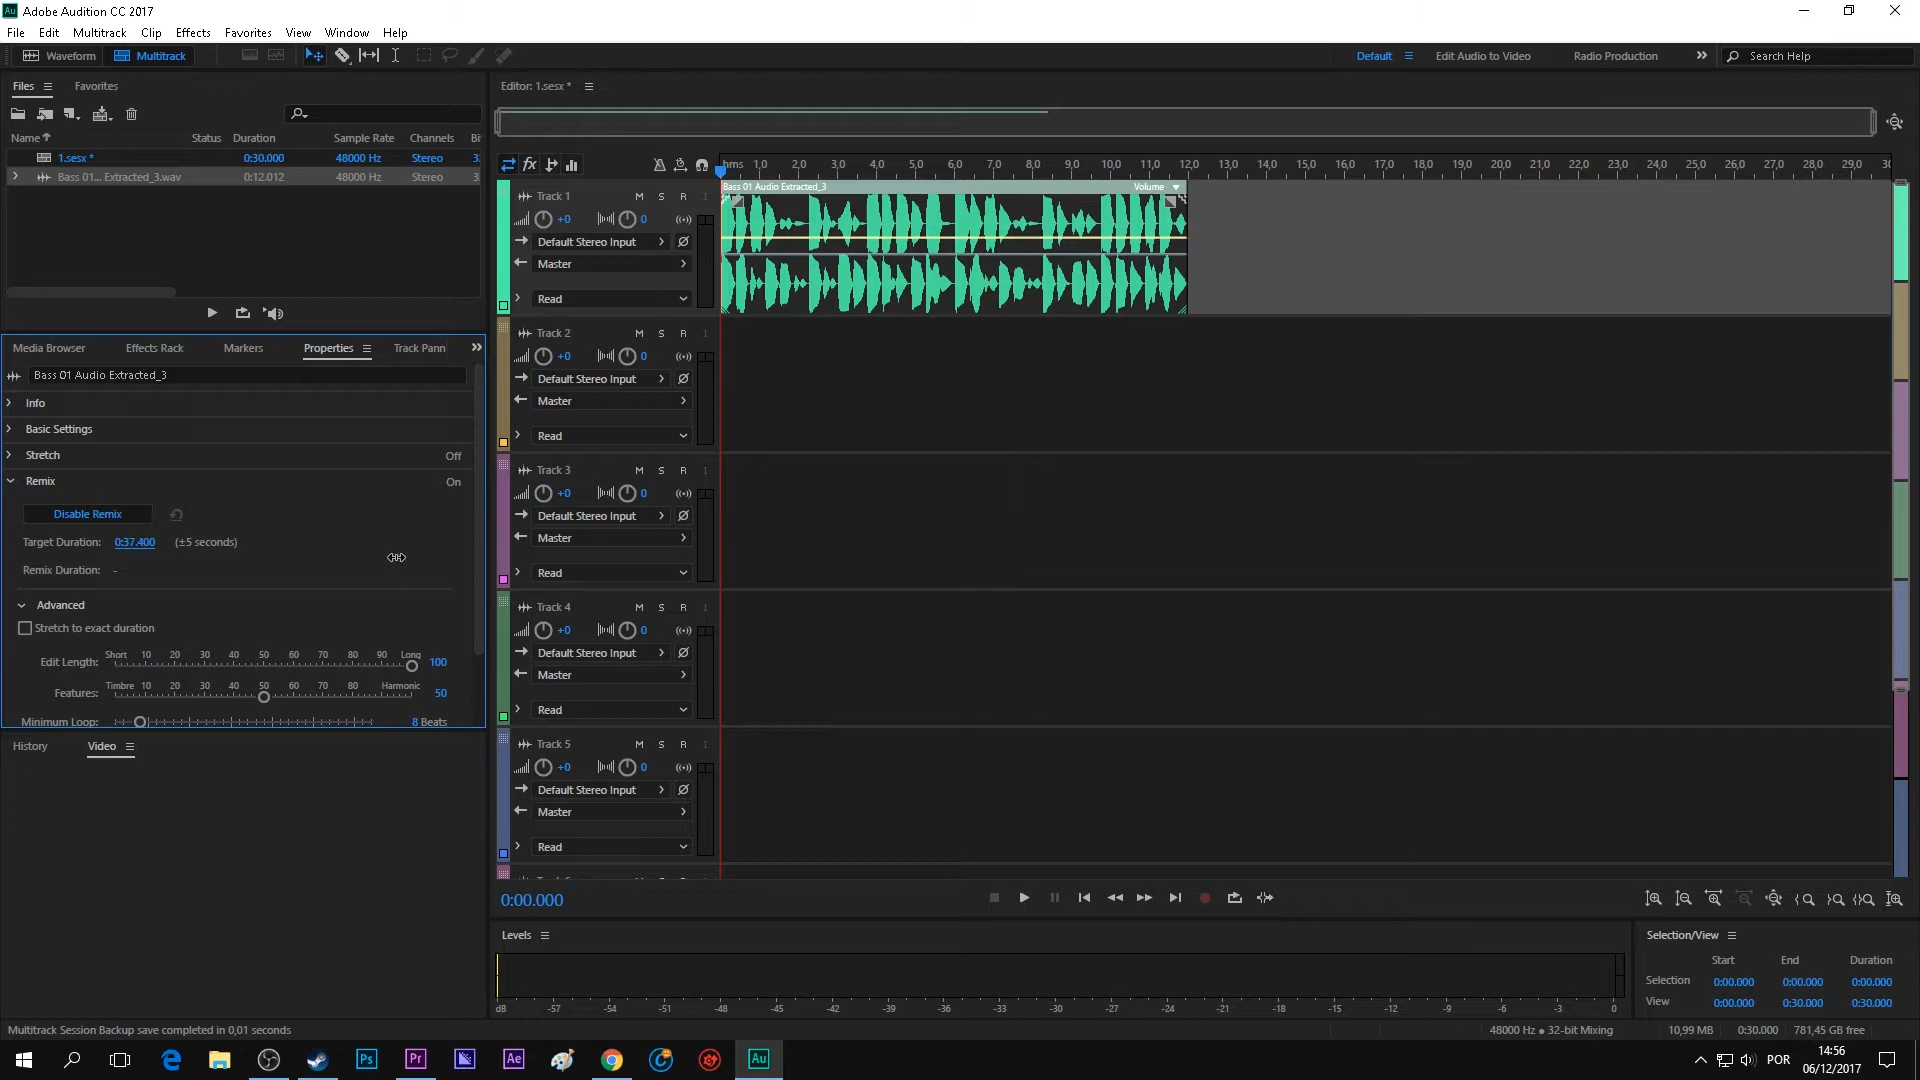 Au Adobe Audition CC 2017
File Edit Multitrack Clip Effects Favorites View Window Help
Waveform Multitrack Default Edit Audio to Video Radio Production Search Help
Files Favorites
Name Status Duration Sample Rate Channels Bi
1.sesx * 0:30.000 48000 Hz Stereo 3
Bass 01... Extracted_3.wav 0:12.012 48000 Hz Stereo 3
Media Browser Effects Rack Markers Properties Track Pann
Bass 01 Audio Extracted_3
Info
Basic Settings
Stretch Off
Remix On
Disable Remix
Target Duration: 0:37.400 (±5 seconds)
Remix Duration: -
Advanced
Stretch to exact duration
Short 10 20 30 40 50 60 70 80 90 Long
Edit Length: 100
Timbre 10 20 30 40 50 60 70 80 Harmonic
Features: 50
Minimum Loop: 8 Beats
History Video
Editor: 1.sesx *
hms 1,0 2,0 3,0 4,0 5,0 6,0 7,0 8,0 9,0 10,0 11,0 12,0 13,0 14,0 15,0 16,0 17,0 18,0 19,0 20,0 21,0 22,0 23,0 24,0 25,0 26,0 27,0 28,0 29,0 30
Bass 01 Audio Extracted_3 Volume
Track 1 M S R I
+0 0
Default Stereo Input
Master
Read
Track 2 M S R I
+0 0
Default Stereo Input
Master
Read
Track 3 M S R I
+0 0
Default Stereo Input
Master
Read
Track 4 M S R I
+0 0
Default Stereo Input
Master
Read
Track 5 M S R I
+0 0
Default Stereo Input
Master
Read
0:00.000
Levels
dB -57 -54 -51 -48 -45 -42 -39 -36 -33 -30 -27 -24 -21 -18 -15 -12 -9 -6 -3 0
Selection/View
Start End Duration
Selection 0:00.000 0:00.000 0:00.000
View 0:00.000 0:30.000 0:30.000
Multitrack Session Backup save completed in 0,01 seconds
48000 Hz ● 32-bit Mixing 10,99 MB 0:30.000 781,45 GB free
Ps Pr Ae Au
POR
14:56
06/12/2017